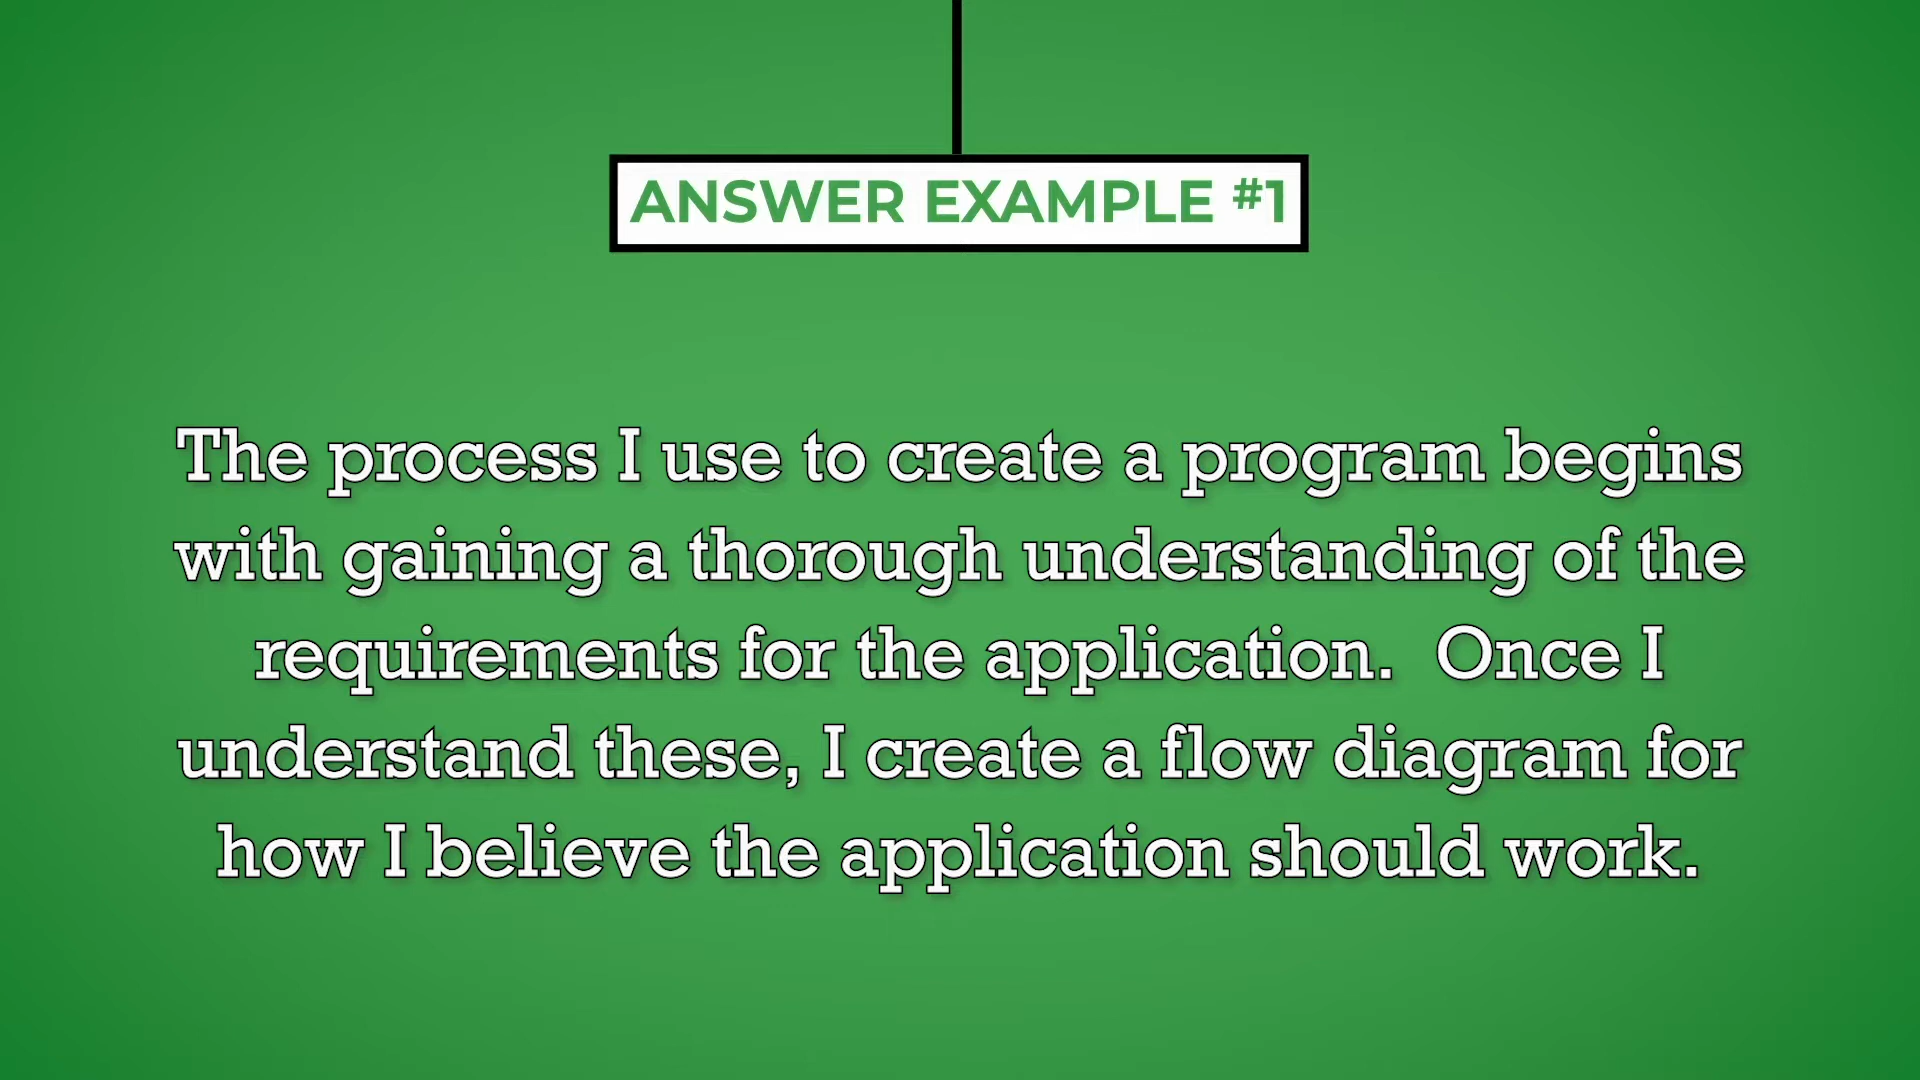 ANSWER EXAMPLE #1
The process I use to create a program begins
with gaining a thorough understanding of the
requirements for the application.  Once I
understand these, I create a flow diagram for
how I believe the application should work.